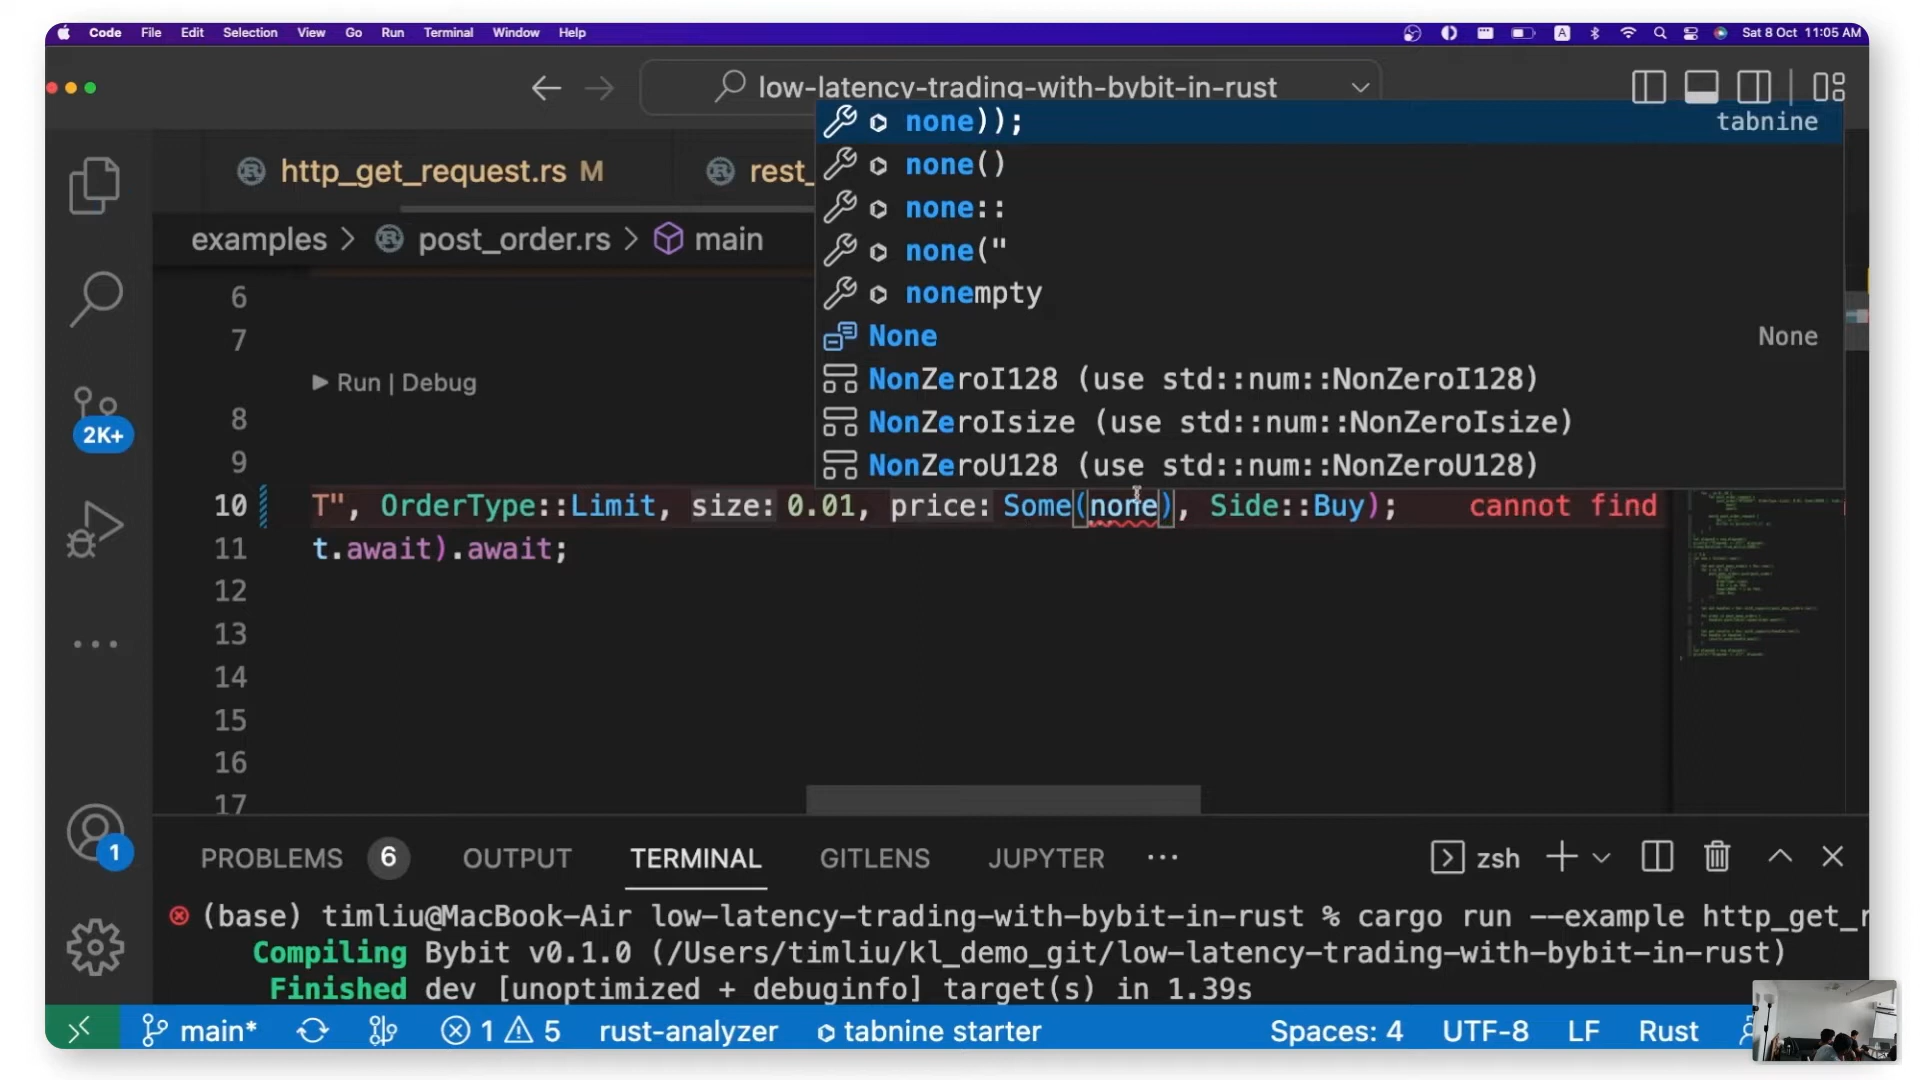 Code File Edit Selection View Go Run Terminal Window Help A Sat 8 Oct 11:05 AM
low-latency-trading-with-bybit-in-rust
none)); tabnine
none()
http_get_request.rs M rest_
none::
examples > post_order.rs > main
none("
nonempty
None None
NonZeroI128 (use std::num::NonZeroI128)
NonZeroIsize (use std::num::NonZeroIsize)
NonZeroU128 (use std::num::NonZeroU128)
6
7
Run | Debug
8
9
10 T", OrderType::Limit, size: 0.01, price: Some(none), Side::Buy); cannot find
11 t.await).await;
12
13
14
15
16
17
2K+
1
PROBLEMS 6 OUTPUT TERMINAL GITLENS JUPYTER ··· zsh
(base) timliu@MacBook-Air low-latency-trading-with-bybit-in-rust % cargo run --example http_get_r
Compiling Bybit v0.1.0 (/Users/timliu/kl_demo_git/low-latency-trading-with-bybit-in-rust)
Finished dev [unoptimized + debuginfo] target(s) in 1.39s
main* 1 5 rust-analyzer tabnine starter Spaces: 4 UTF-8 LF Rust